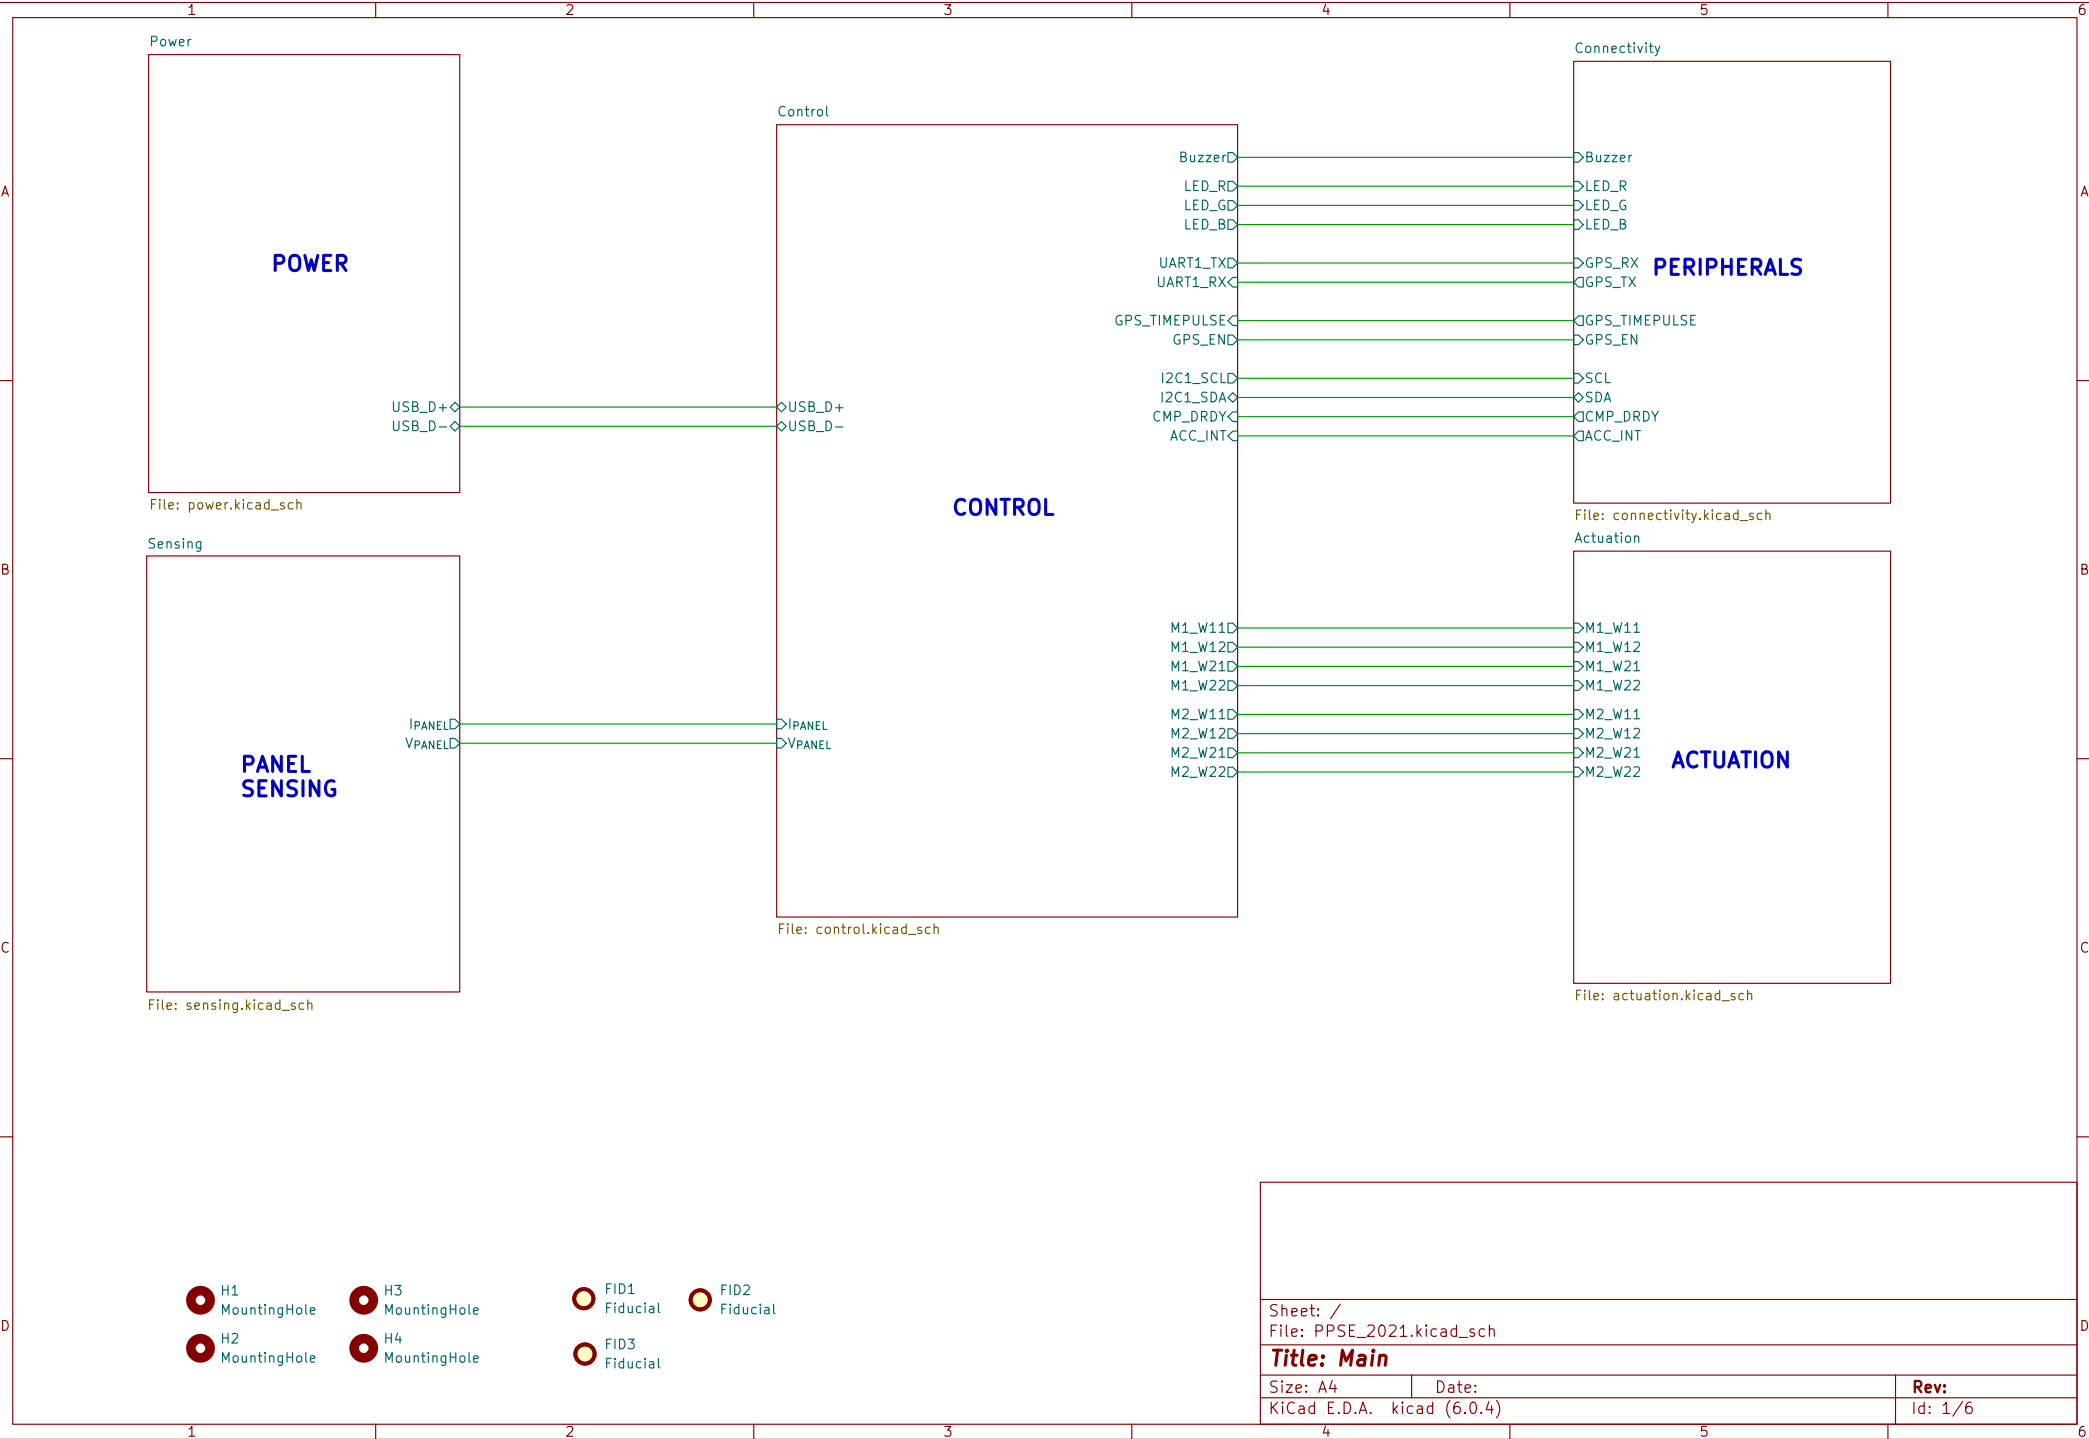 1 2 3 4 5 6
Power
POWER
USB_D+
USB_D-
File: power.kicad_sch
Sensing
PANEL
SENSING
IPANEL
VPANEL
File: sensing.kicad_sch
Control
CONTROL
USB_D+
USB_D-
IPANEL
VPANEL
Buzzer
LED_R
LED_G
LED_B
UART1_TX
UART1_RX
GPS_TIMEPULSE
GPS_EN
I2C1_SCL
I2C1_SDA
CMP_DRDY
ACC_INT
M1_W11
M1_W12
M1_W21
M1_W22
M2_W11
M2_W12
M2_W21
M2_W22
File: control.kicad_sch
Connectivity
PERIPHERALS
Buzzer
LED_R
LED_G
LED_B
GPS_RX
GPS_TX
GPS_TIMEPULSE
GPS_EN
SCL
SDA
CMP_DRDY
ACC_INT
File: connectivity.kicad_sch
Actuation
ACTUATION
M1_W11
M1_W12
M1_W21
M1_W22
M2_W11
M2_W12
M2_W21
M2_W22
File: actuation.kicad_sch
A
B
C
D
A
B
C
D
H1
MountingHole
H2
MountingHole
H3
MountingHole
H4
MountingHole
FID1
Fiducial
FID2
Fiducial
FID3
Fiducial
Sheet: /
File: PPSE_2021.kicad_sch
Title: Main
Size: A4
Date:
Rev:
KiCad E.D.A. kicad (6.0.4)
Id: 1/6
1 2 3 4 5 6